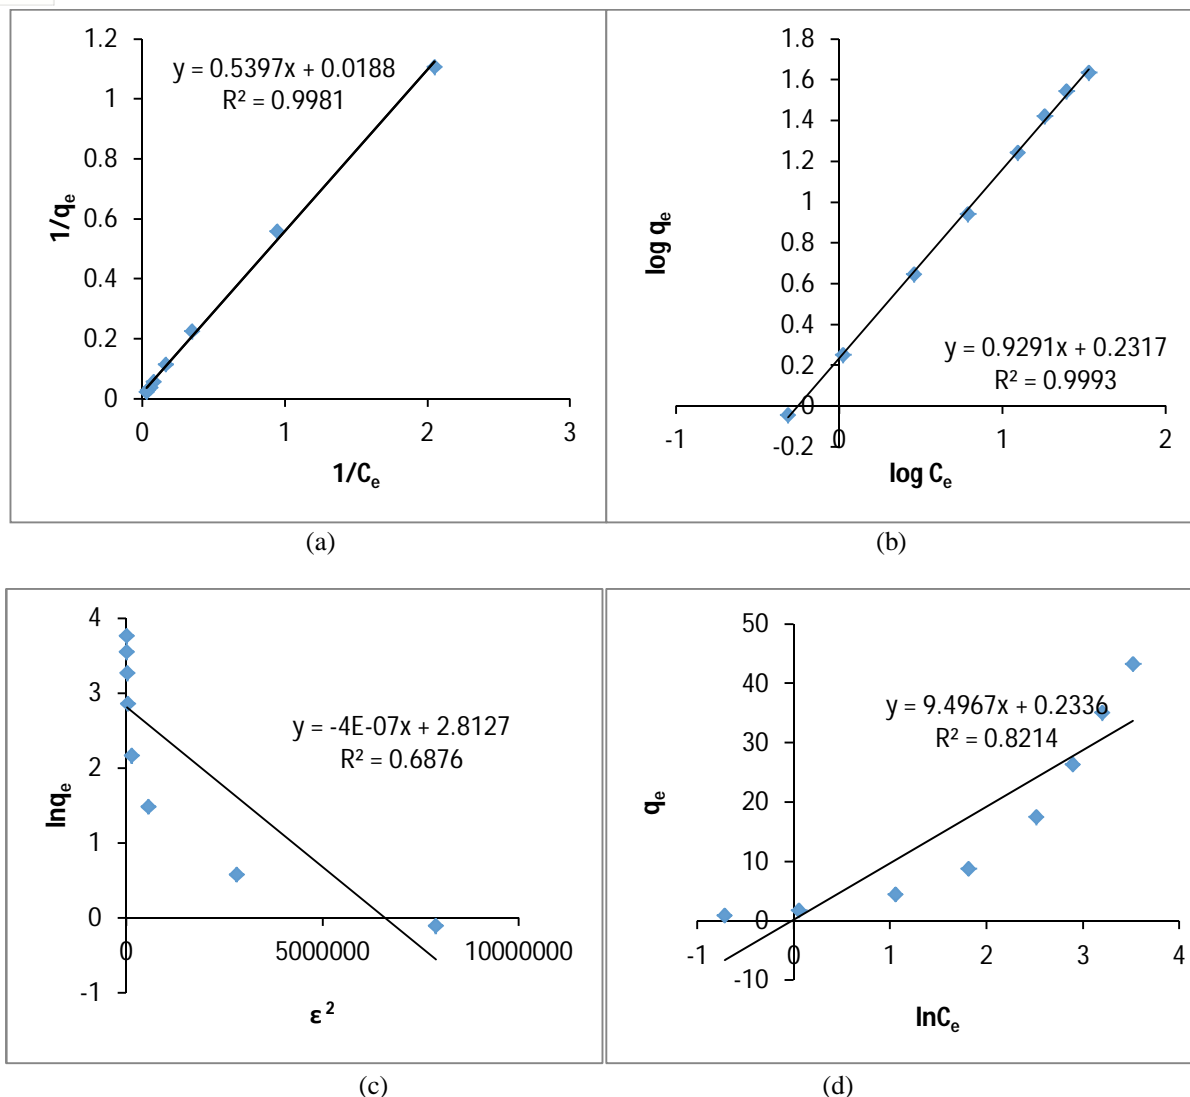 1.2
1
0.8
0.6
0.4
0.2
0
0 1 2 3
y = 0.5397x + 0.0188
R² = 0.9981
1/qₑ
1/Cₑ
(a)
1.8
1.6
1.4
1.2
1
0.8
0.6
0.4
0.2
0
-0.2
-1 0 1 2
y = 0.9291x + 0.2317
R² = 0.9993
log qₑ
log Cₑ
(b)
4
3
2
1
0
-1
0 5000000 10000000
y = -4E-07x + 2.8127
R² = 0.6876
lnqₑ
ε²
(c)
50
40
30
20
10
0
-10
-1 0 1 2 3 4
y = 9.4967x + 0.2336
R² = 0.8214
qₑ
lnCₑ
(d)